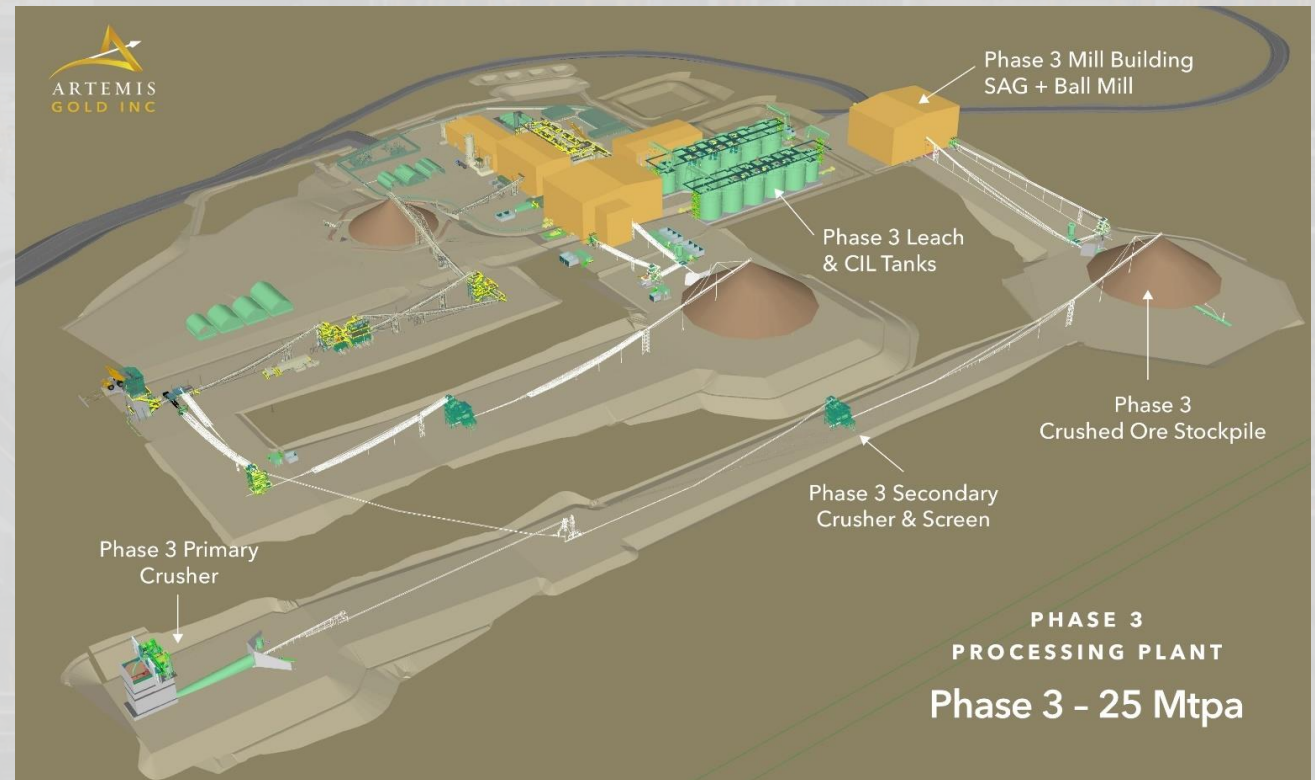 ARTEMIS
GOLD INC
Phase 3 Mill Building
SAG + Ball Mill
Phase 3 Leach
& CIL Tanks
Phase 3
Crushed Ore Stockpile
Phase 3 Secondary
Crusher & Screen
Phase 3 Primary
Crusher
PHASE 3
PROCESSING PLANT
Phase 3 – 25 Mtpa